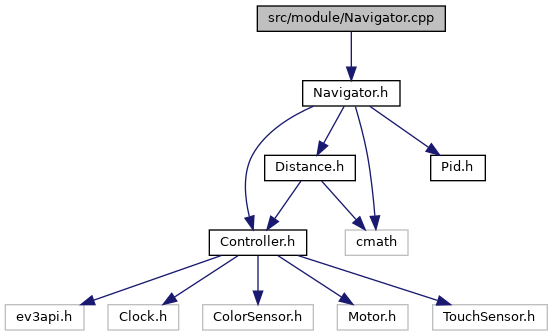 src/module/Navigator.cpp
Navigator.h
Distance.h
Pid.h
Controller.h
cmath
ev3api.h
Clock.h
ColorSensor.h
Motor.h
TouchSensor.h